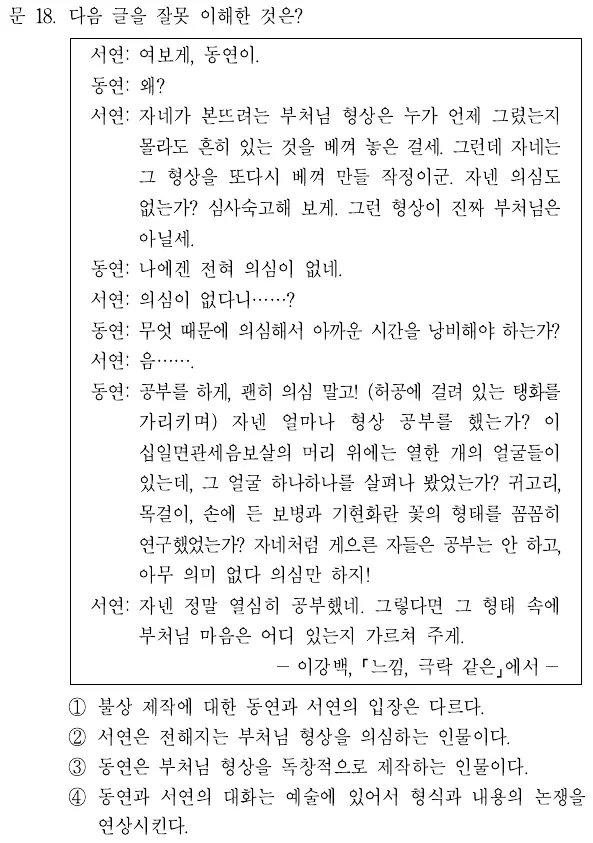 문 18. 다음 글을 잘못 이해한 것은?
서연: 여보게, 동연이.
동연: 왜?
서연: 자네가 본뜨려는 부처님 형상은 누가 언제 그렸는지
몰라도 흔히 있는 것을 베껴 놓은 걸세. 그런데 자네는
그 형상을 또다시 베껴 만들 작정이군. 자넨 의심도
없는가? 심사숙고해 보게. 그런 형상이 진짜 부처님은
아닐세.
동연: 나에겐 전혀 의심이 없네.
서연: 의심이 없다니……?
동연: 무엇 때문에 의심해서 아까운 시간을 낭비해야 하는가?
서연: 음…….
동연: 공부를 하게, 괜히 의심 말고! (허공에 걸려 있는 탱화를
가리키며) 자넨 얼마나 형상 공부를 했는가? 이
십일면관세음보살의 머리 위에는 열한 개의 얼굴들이
있는데, 그 얼굴 하나하나를 살펴나 봤었는가? 귀고리,
목걸이, 손에 든 보병과 기현화란 꽃의 형태를 꼼꼼히
연구했었는가? 자네처럼 게으른 자들은 공부는 안 하고,
아무 의미 없다 의심만 하지!
서연: 자넨 정말 열심히 공부했네. 그렇다면 그 형태 속에
부처님 마음은 어디 있는지 가르쳐 주게.
－ 이강백, 『느낌, 극락 같은』에서 －
① 불상 제작에 대한 동연과 서연의 입장은 다르다.
② 서연은 전해지는 부처님 형상을 의심하는 인물이다.
③ 동연은 부처님 형상을 독창적으로 제작하는 인물이다.
④ 동연과 서연의 대화는 예술에 있어서 형식과 내용의 논쟁을
연상시킨다.